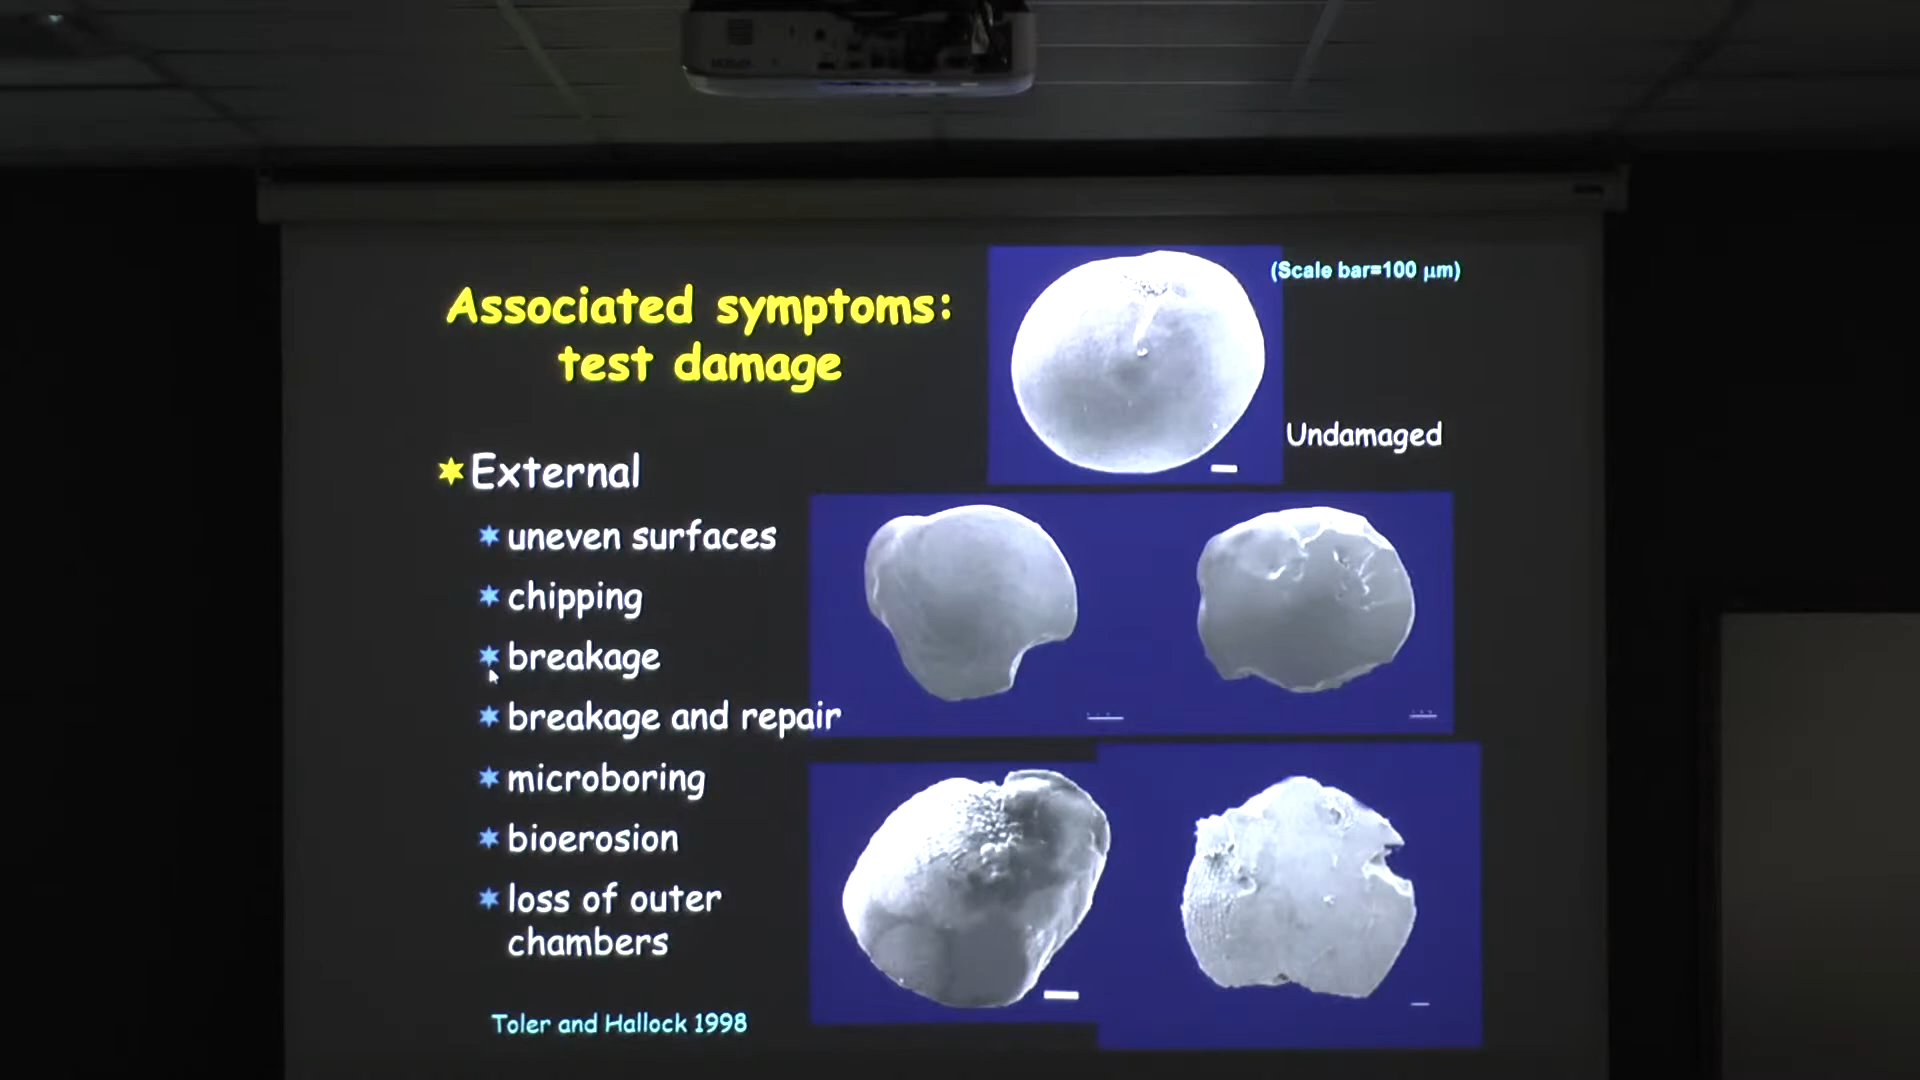 (Scale bar=100 μm)
Associated symptoms:
test damage
Undamaged
External
uneven surfaces
chipping
breakage
breakage and repair
microboring
bioerosion
loss of outer
chambers
Toler and Hallock 1998